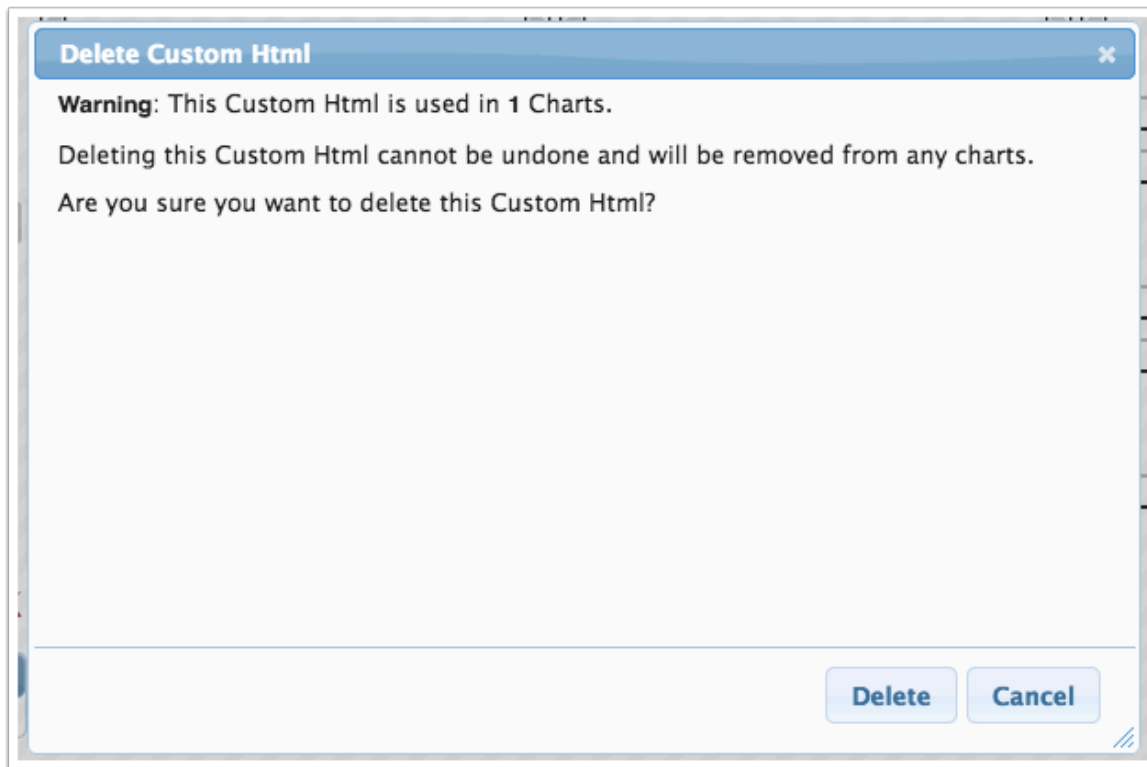 Delete Custom Html
Warning: This Custom Html is used in 1 Charts.
Deleting this Custom Html cannot be undone and will be removed from any charts.
Are you sure you want to delete this Custom Html?
Delete Cancel